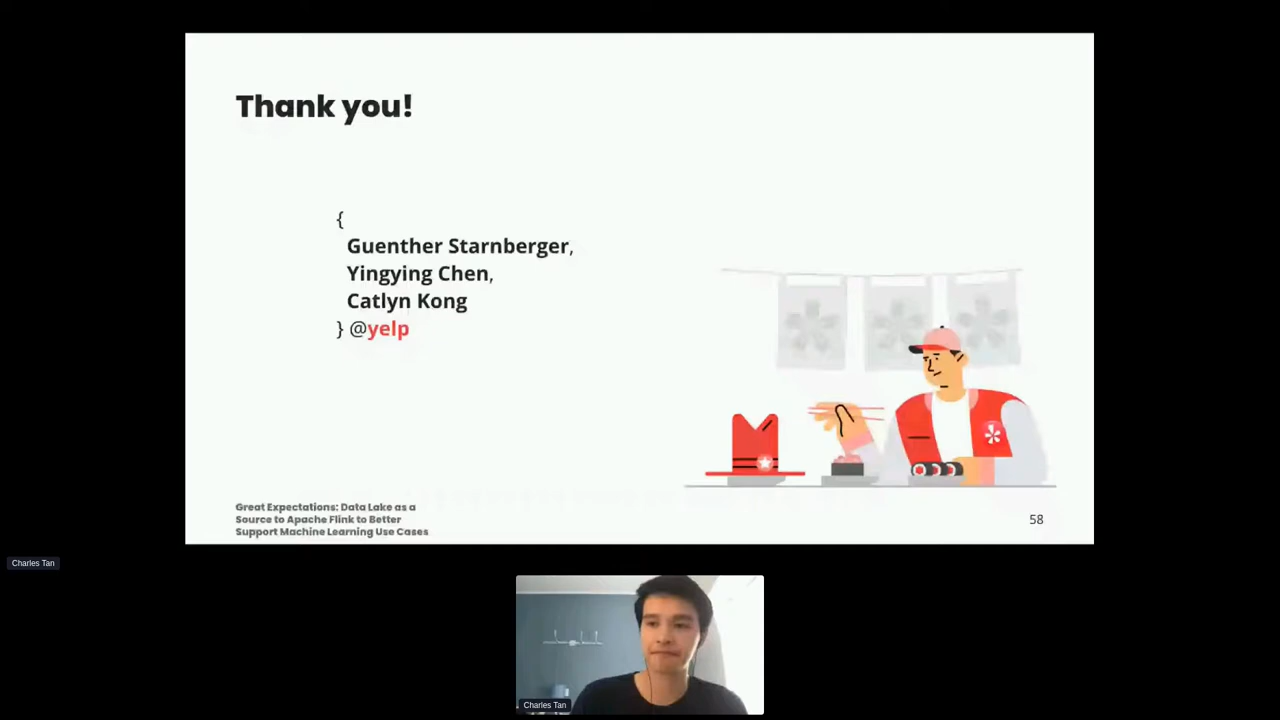 Thank you!
{
Guenther Starnberger,
Yingying Chen,
Catlyn Kong
} @yelp
Great Expectations: Data Lake as a
Source to Apache Flink to Better
Support Machine Learning Use Cases
58
Charles Tan
Charles Tan